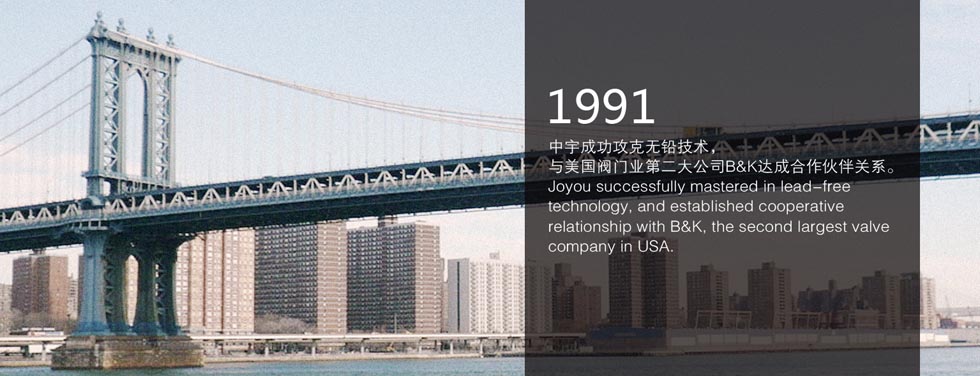 1991
中宇成功攻克无铅技术，
与美国阀门业第二大公司B&K达成合作伙伴关系。
Joyou successfully mastered in lead-free
technology, and established cooperative
relationship with B&K, the second largest valve
company in USA.